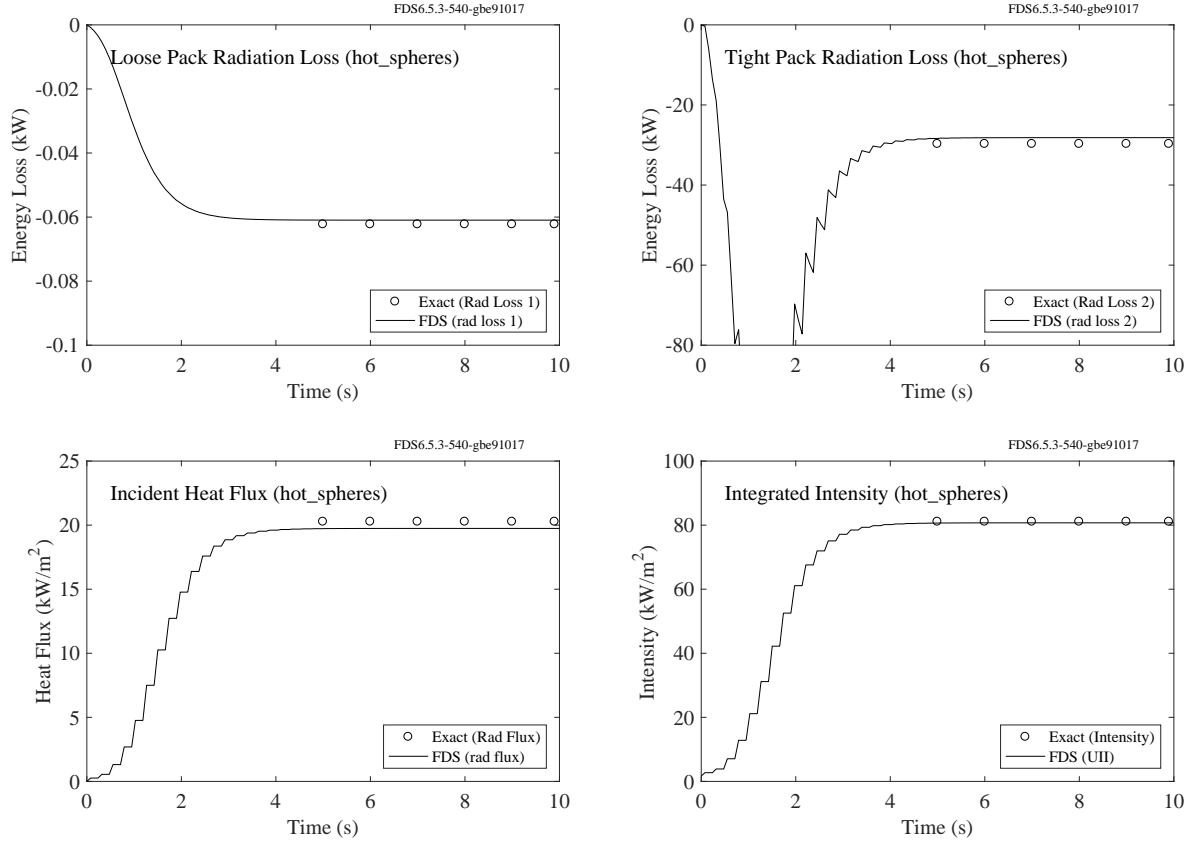 FDS6.5.3-540-gbe91017
Loose Pack Radiation Loss (hot_spheres)
0
-0.02
-0.04
-0.06
-0.08
-0.1
Energy Loss (kW)
Exact (Rad Loss 1)
FDS (rad loss 1)
0 2 4 6 8 10
Time (s)
FDS6.5.3-540-gbe91017
Tight Pack Radiation Loss (hot_spheres)
0
-20
-40
-60
-80
Energy Loss (kW)
Exact (Rad Loss 2)
FDS (rad loss 2)
0 2 4 6 8 10
Time (s)
FDS6.5.3-540-gbe91017
Incident Heat Flux (hot_spheres)
25
20
15
10
5
0
Heat Flux (kW/m²)
Exact (Rad Flux)
FDS (rad flux)
0 2 4 6 8 10
Time (s)
FDS6.5.3-540-gbe91017
Integrated Intensity (hot_spheres)
100
80
60
40
20
0
Intensity (kW/m²)
Exact (Intensity)
FDS (UII)
0 2 4 6 8 10
Time (s)